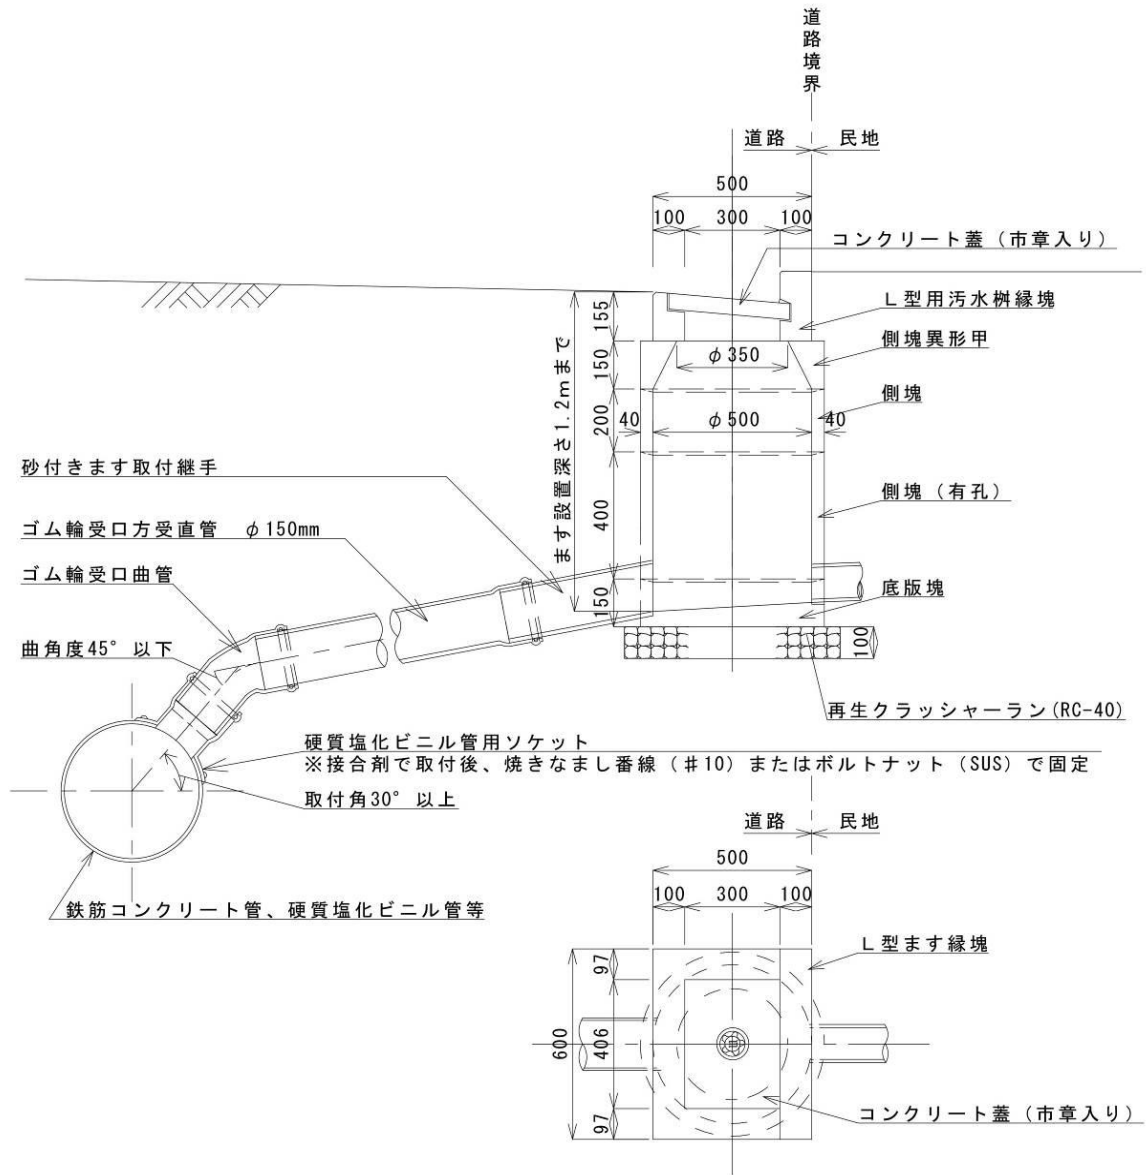 道路境界
道路 民地
500
100 300 100
コンクリート蓋（市章入り）
L型用汚水桝縁塊
側塊異形甲
側塊
側塊（有孔）
底版塊
再生クラッシャーラン(RC-40)
155
150
200
400
150
100
φ350
40 φ500 40
ます設置深さ1.2mまで
砂付きます取付継手
ゴム輪受口方受直管 φ150mm
ゴム輪受口曲管
曲角度45°以下
硬質塩化ビニル管用ソケット
※接合剤で取付後、焼きなまし番線（♯10）またはボルトナット（SUS）で固定
取付角30°以上
鉄筋コンクリート管、硬質塩化ビニル管等
道路 民地
500
100 300 100
L型ます縁塊
97
600
406
97
コンクリート蓋（市章入り）